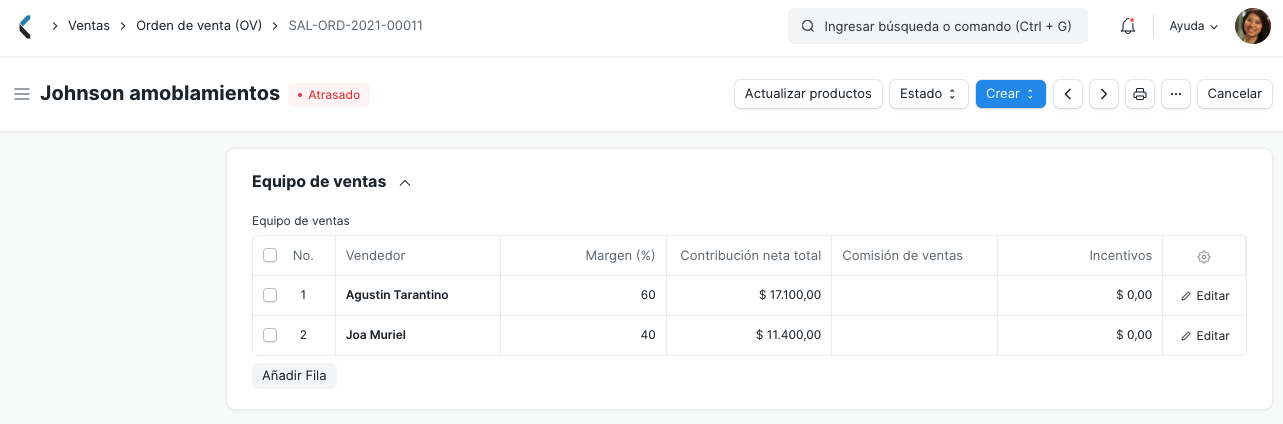 Ventas Orden de venta (OV) SAL-ORD-2021-00011 Ingresar búsqueda o comando (Ctrl + G) Ayuda
Johnson amoblamientos Atrasado Actualizar productos Estado Crear ... Cancelar
Equipo de ventas
Equipo de ventas
No. Vendedor Margen (%) Contribución neta total Comisión de ventas Incentivos
1 Agustin Tarantino 60 $ 17.100,00 $ 0,00 Editar
2 Joa Muriel 40 $ 11.400,00 $ 0,00 Editar
Añadir Fila